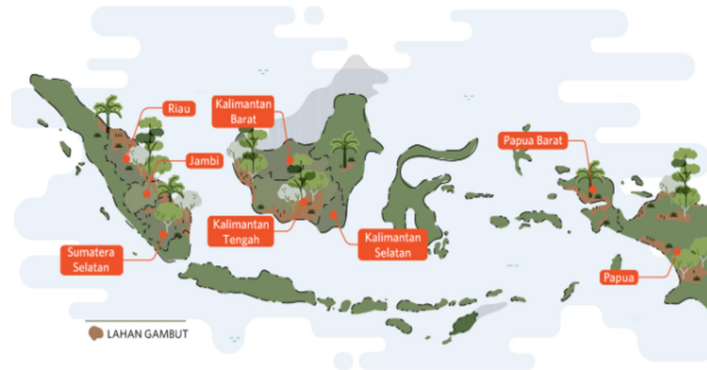 Riau
Kalimantan
Barat
Papua Barat
Jambi
Kalimantan
Tengah
Kalimantan
Selatan
Sumatera
Selatan
Papua
LAHAN GAMBUT